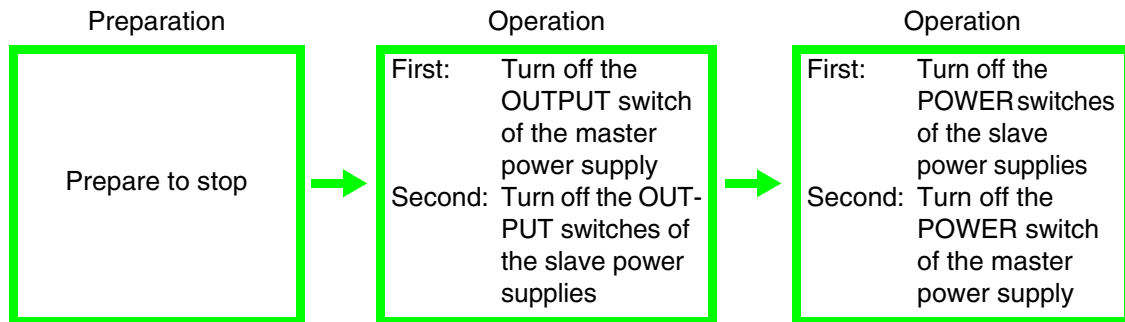 Preparation
Prepare to stop
Operation
First: Turn off the
OUTPUT switch
of the master
power supply
Second: Turn off the OUT-
PUT switches of
the slave power
supplies
Operation
First: Turn off the
POWER switches
of the slave
power supplies
Second: Turn off the
POWER switch
of the master
power supply